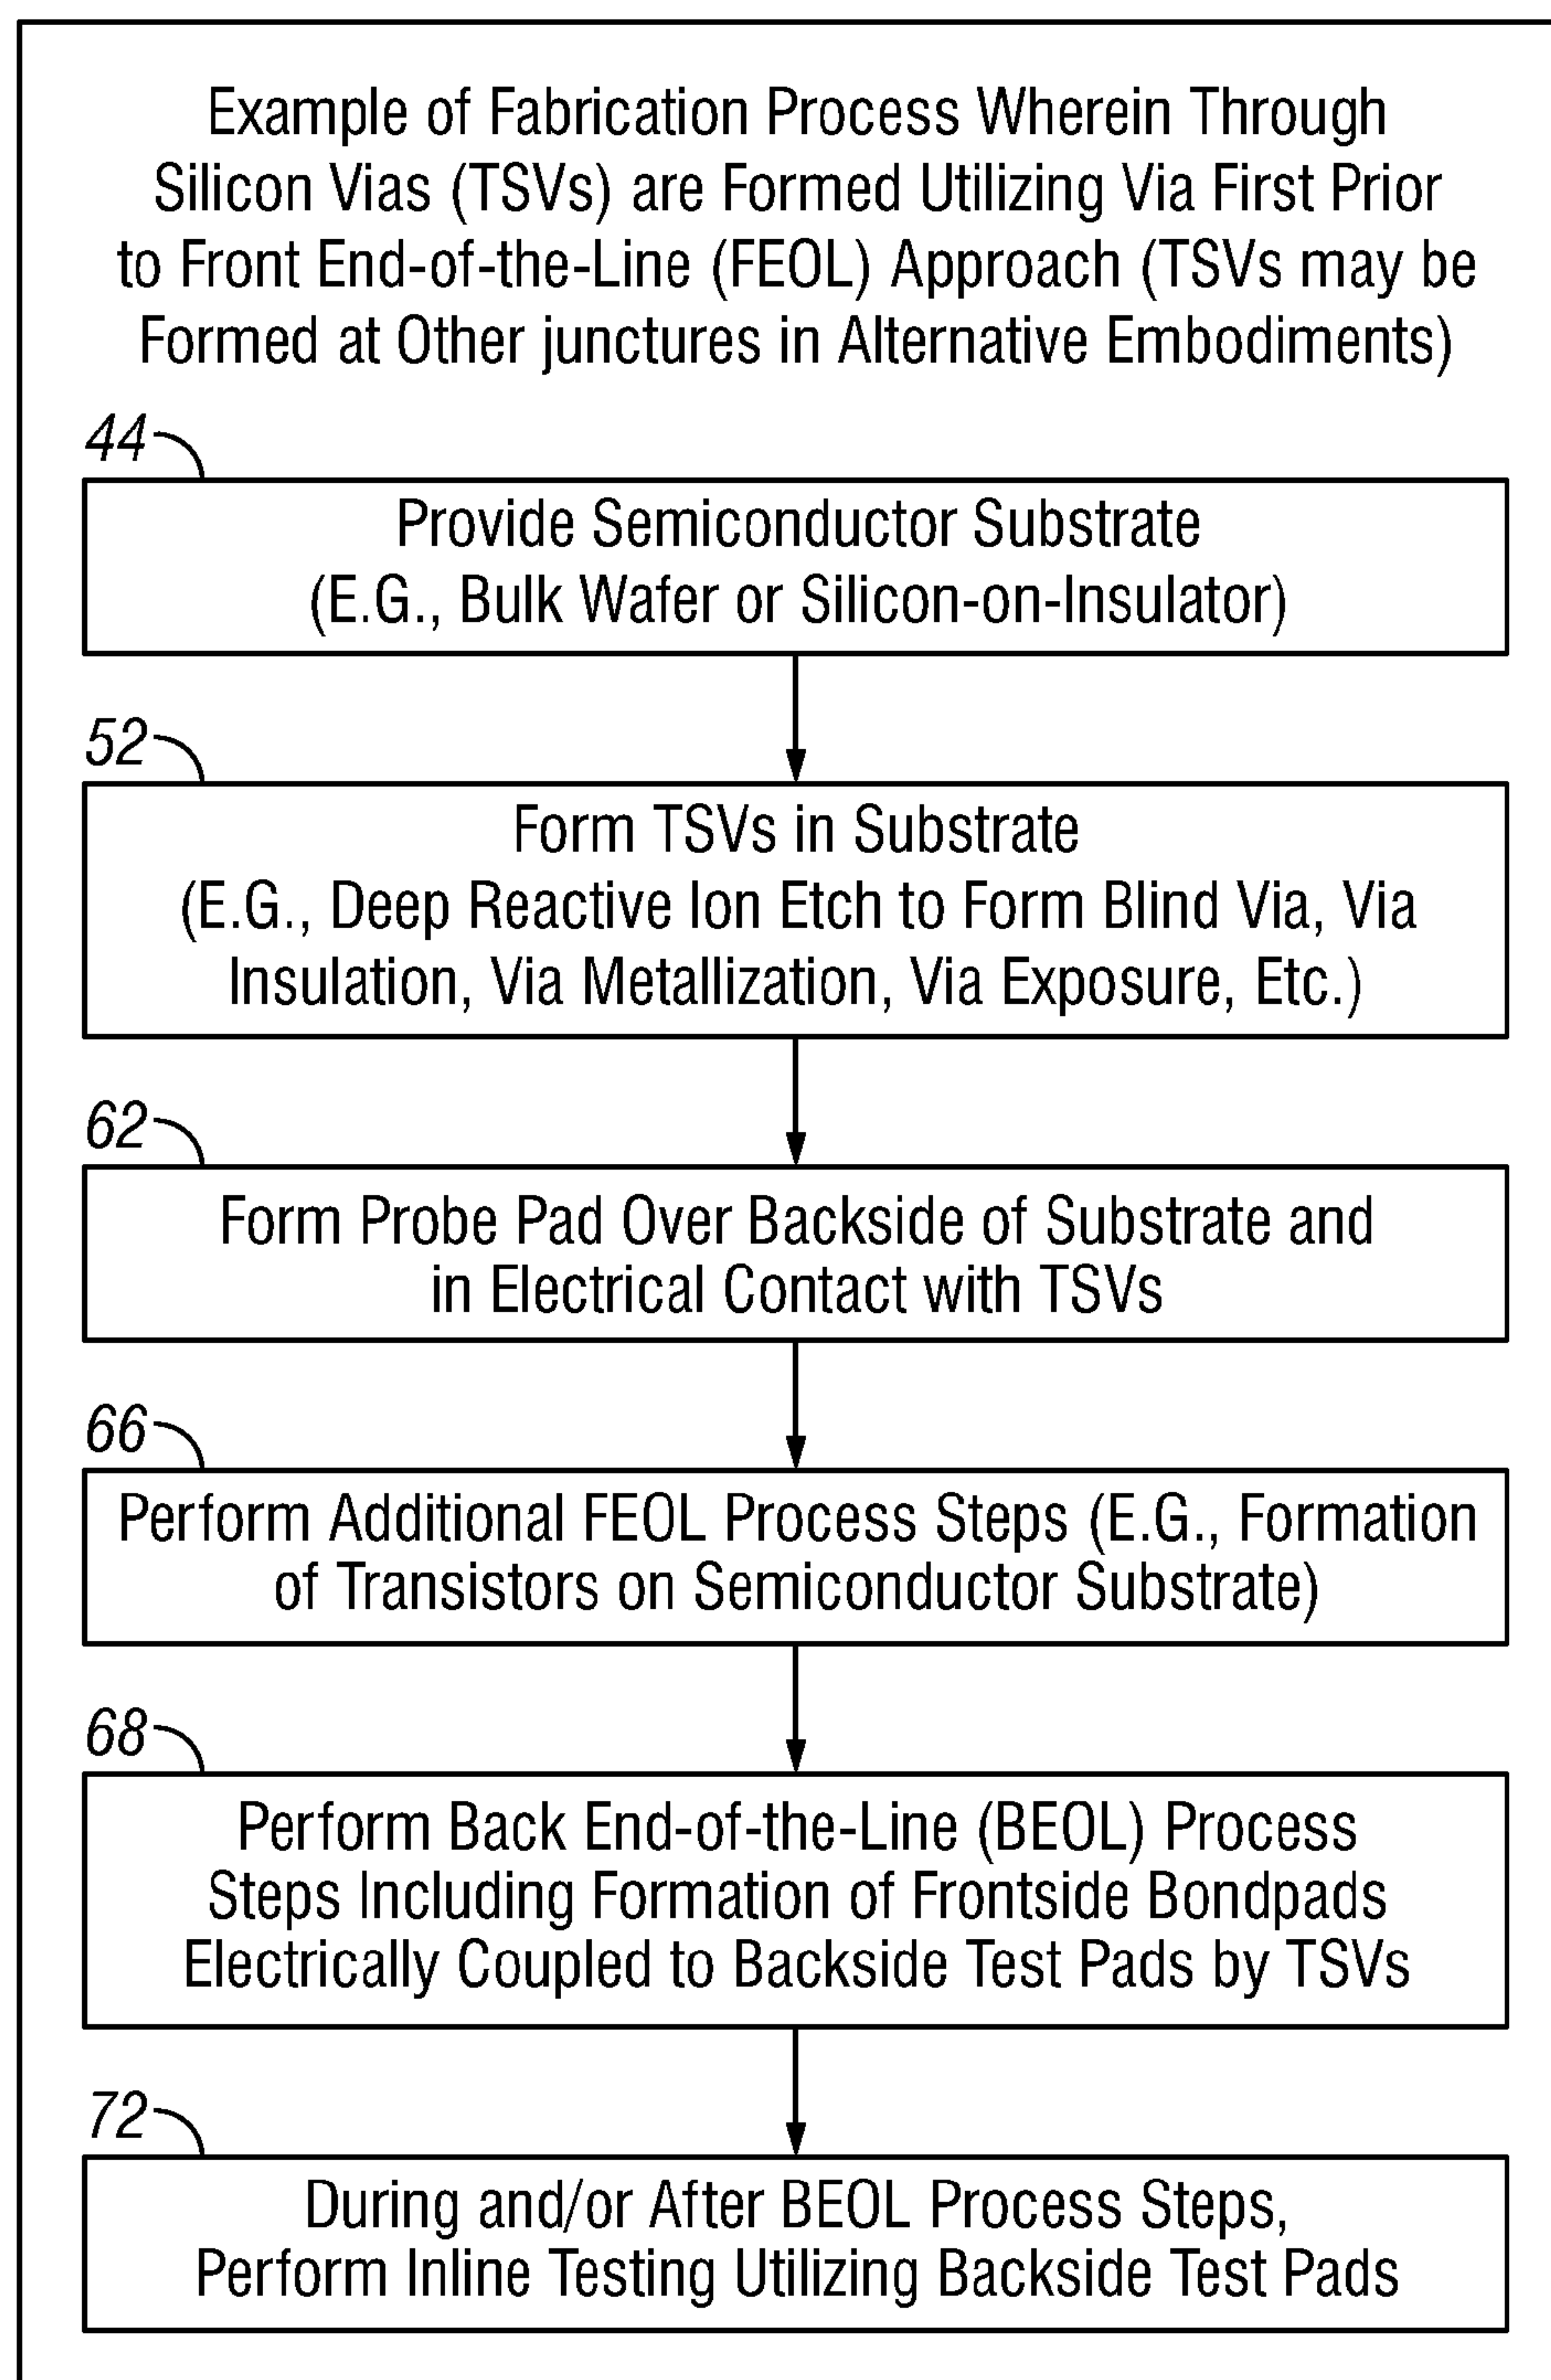 Example of Fabrication Process Wherein Through
Silicon Vias (TSVs) are Formed Utilizing Via First Prior
to Front End-of-the-Line (FEOL) Approach (TSVs may be
Formed at Other junctures in Alternative Embodiments)
44
Provide Semiconductor Substrate
(E.G., Bulk Wafer or Silicon-on-Insulator)
52
Form TSVs in Substrate
(E.G., Deep Reactive Ion Etch to Form Blind Via, Via
Insulation, Via Metallization, Via Exposure, Etc.)
62
Form Probe Pad Over Backside of Substrate and
in Electrical Contact with TSVs
66
Perform Additional FEOL Process Steps (E.G., Formation
of Transistors on Semiconductor Substrate)
68
Perform Back End-of-the-Line (BEOL) Process
Steps Including Formation of Frontside Bondpads
Electrically Coupled to Backside Test Pads by TSVs
72
During and/or After BEOL Process Steps,
Perform Inline Testing Utilizing Backside Test Pads